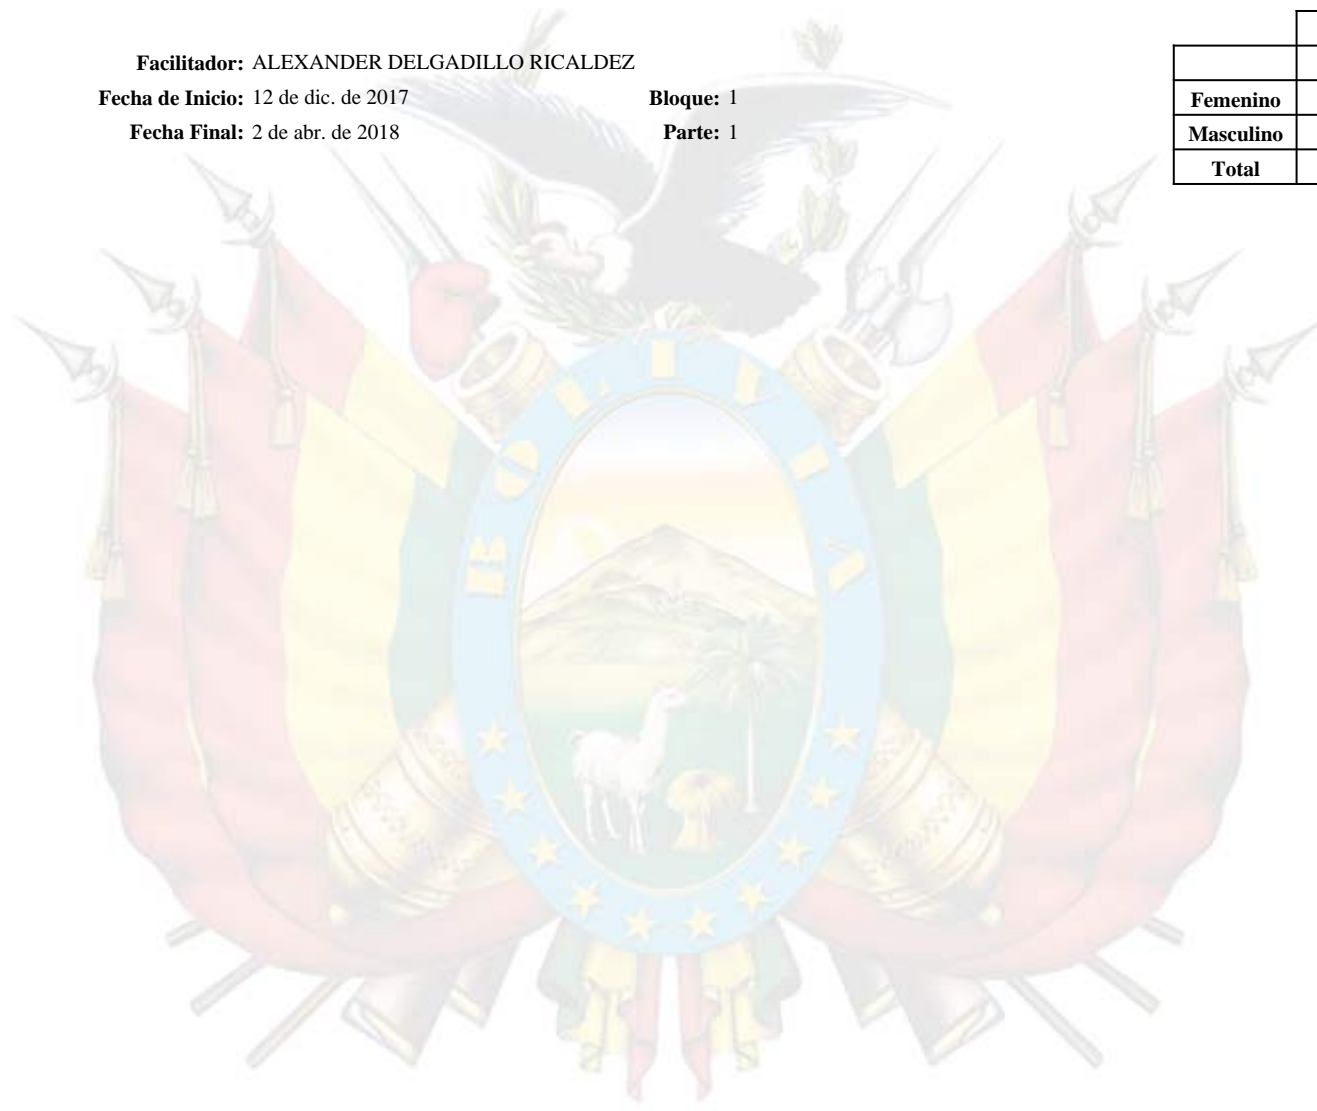 Facilitador: ALEXANDER DELGADILLO RICALDEZ
Fecha de Inicio: 12 de dic. de 2017 Bloque: 1
Fecha Final: 2 de abr. de 2018 Parte: 1
Femenino
Masculino
Total
BOLIVIA